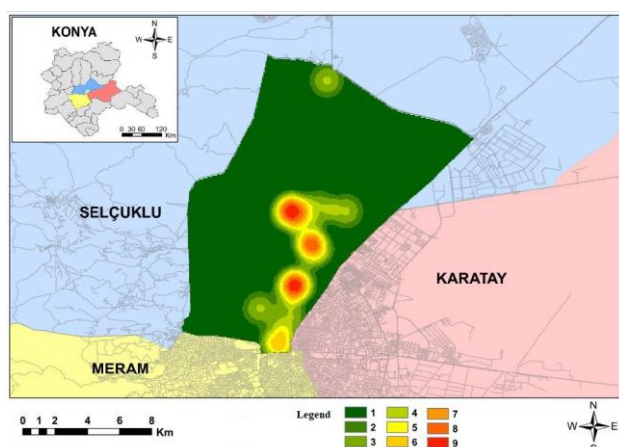 KONYA
N
W E
S
0 30 60 120
Km
SELÇUKLU
KARATAY
MERAM
0 1 2 4 6 8
Km
Legend
1 4 7
2 5 8
3 6 9
N
W E
S